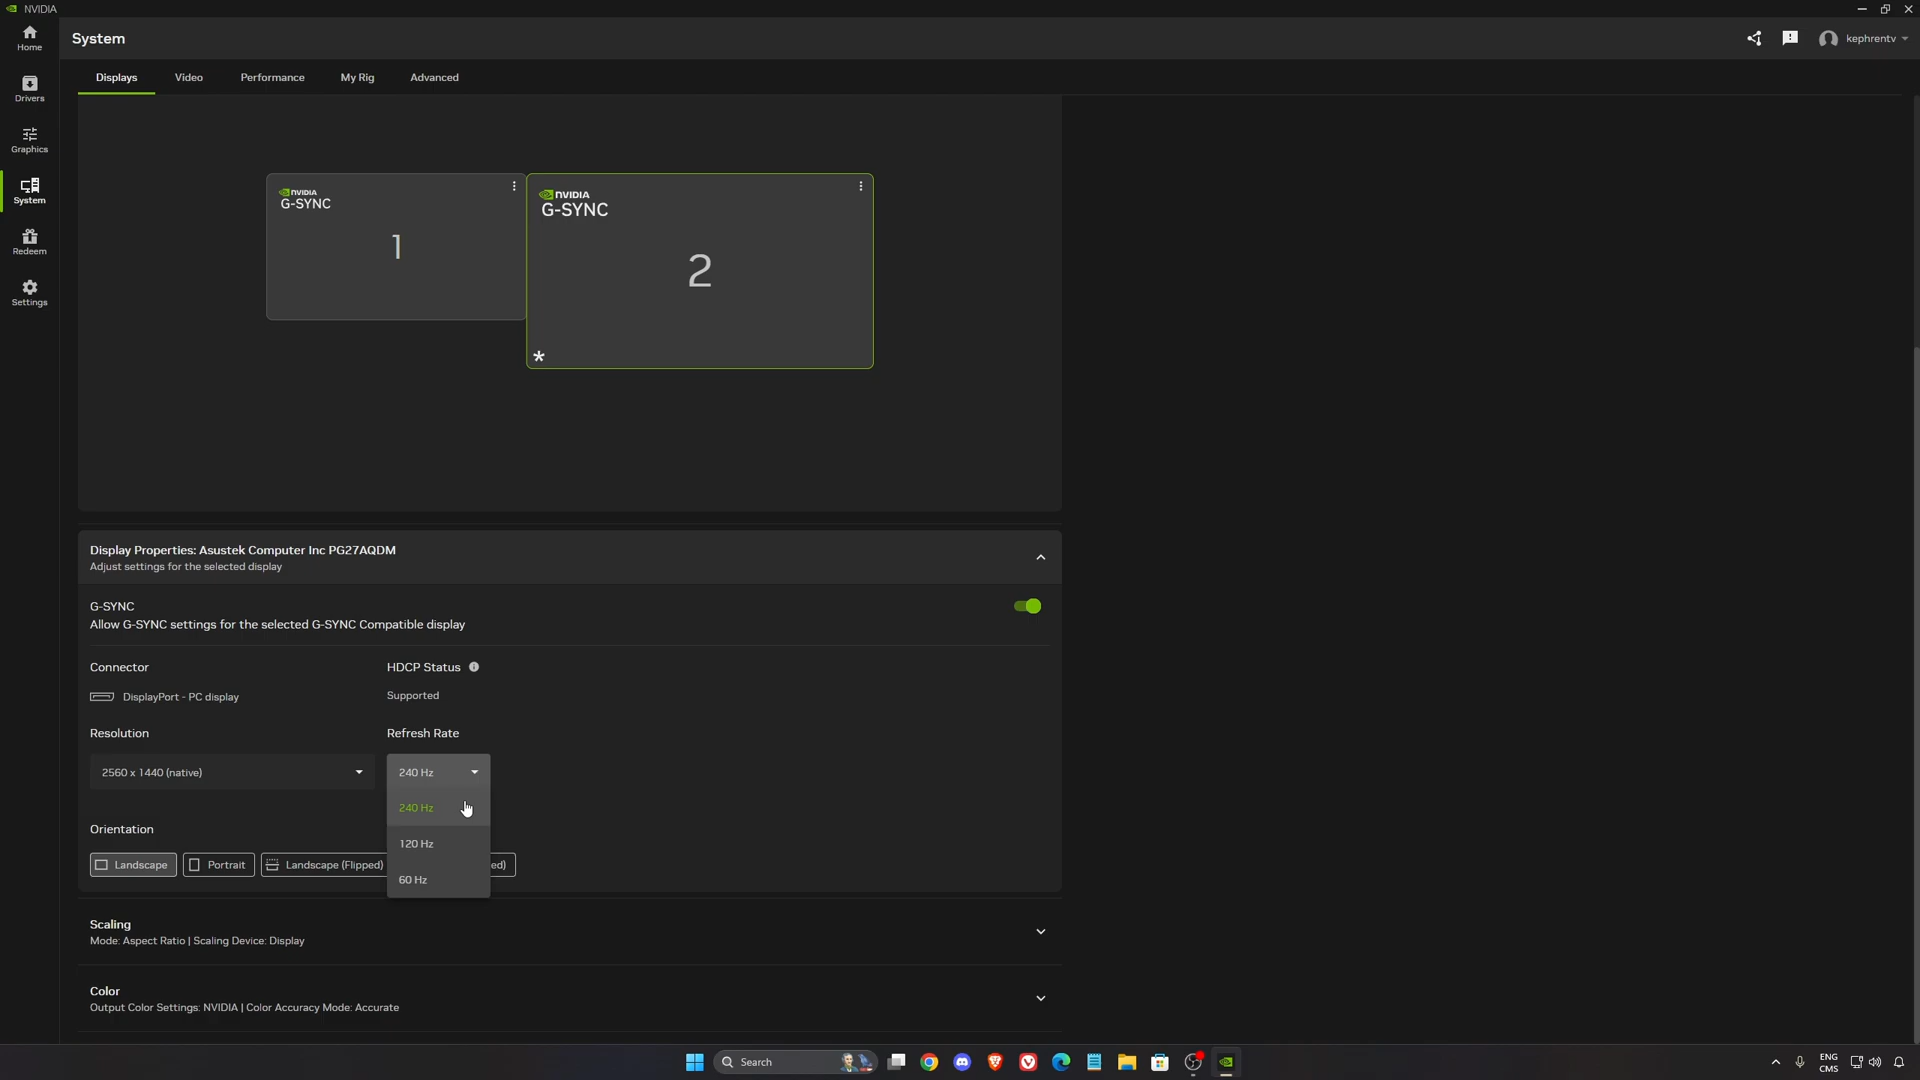 NVIDIA
Home
Drivers
Graphics
System
Redeem
Settings
System
kephrentv
Displays
Video
Performance
My Rig
Advanced
NVIDIA
G-SYNC
1
NVIDIA
G-SYNC
2
*
Display Properties: Asustek Computer Inc PG27AQDM
Adjust settings for the selected display
G-SYNC
Allow G-SYNC settings for the selected G-SYNC Compatible display
Connector
HDCP Status
DisplayPort - PC display
Supported
Resolution
Refresh Rate
2560 x 1440 (native)
240 Hz
240 Hz
120 Hz
60 Hz
Orientation
Landscape
Portrait
Landscape (Flipped)
ed)
Scaling
Mode: Aspect Ratio | Scaling Device: Display
Color
Output Color Settings: NVIDIA | Color Accuracy Mode: Accurate
Search
ENG
CMS